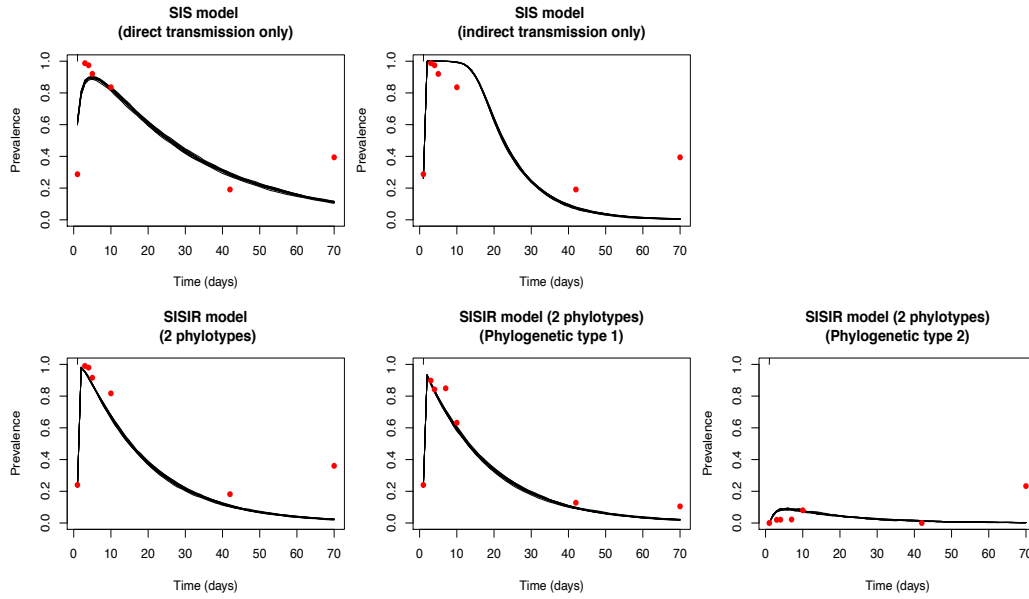 SIS model
(direct transmission only)
Prevalence
0.0 0.2 0.4 0.6 0.8 1.0
0 10 20 30 40 50 60 70
Time (days)
SIS model
(indirect transmission only)
Prevalence
0.0 0.2 0.4 0.6 0.8 1.0
0 10 20 30 40 50 60 70
Time (days)
SISIR model
(2 phylotypes)
Prevalence
0.0 0.2 0.4 0.6 0.8 1.0
0 10 20 30 40 50 60 70
Time (days)
SISIR model (2 phylotypes)
(Phylogenetic type 1)
Prevalence
0.0 0.2 0.4 0.6 0.8 1.0
0 10 20 30 40 50 60 70
Time (days)
SISIR model (2 phylotypes)
(Phylogenetic type 2)
Prevalence
0.0 0.2 0.4 0.6 0.8 1.0
0 10 20 30 40 50 60 70
Time (days)